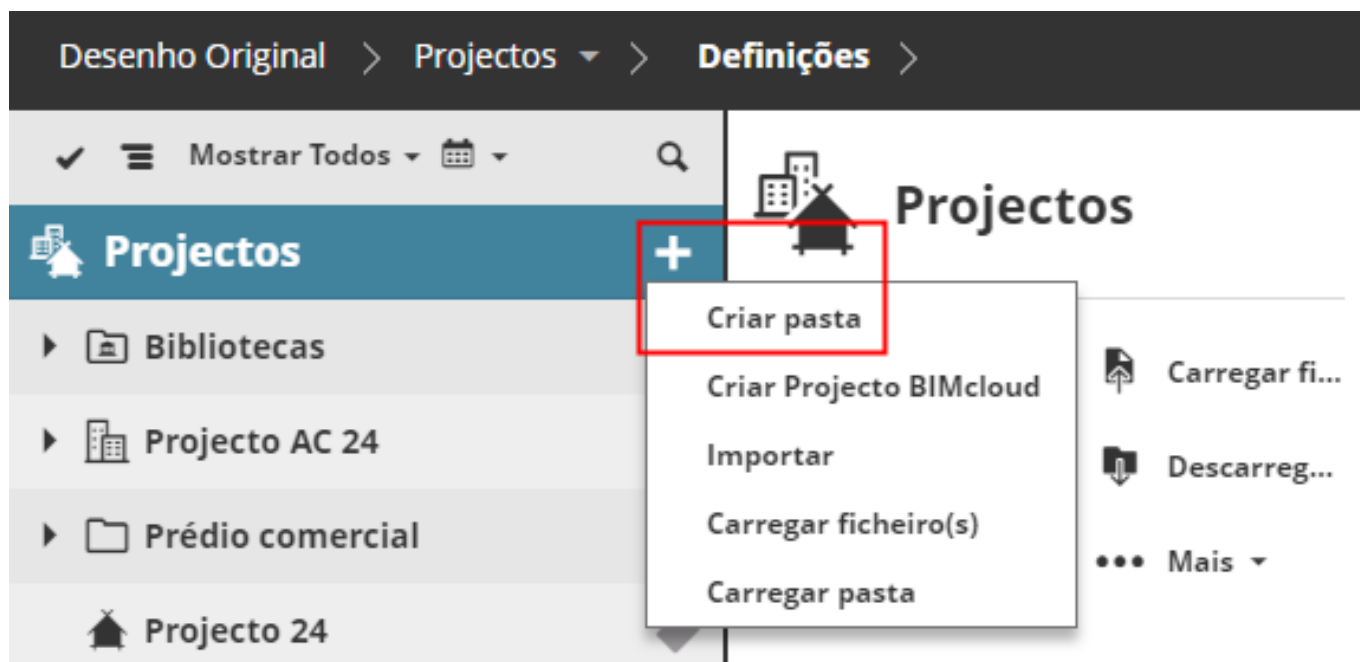 Desenho Original > Projectos > Definições >
Mostrar Todos
Projectos +
Projectos
Criar pasta
Criar Projecto BIMcloud
Importar
Carregar ficheiro(s)
Carregar pasta
Bibliotecas
Projecto AC 24
Prédio comercial
Projecto 24
Carregar fi...
Descarreg...
Mais